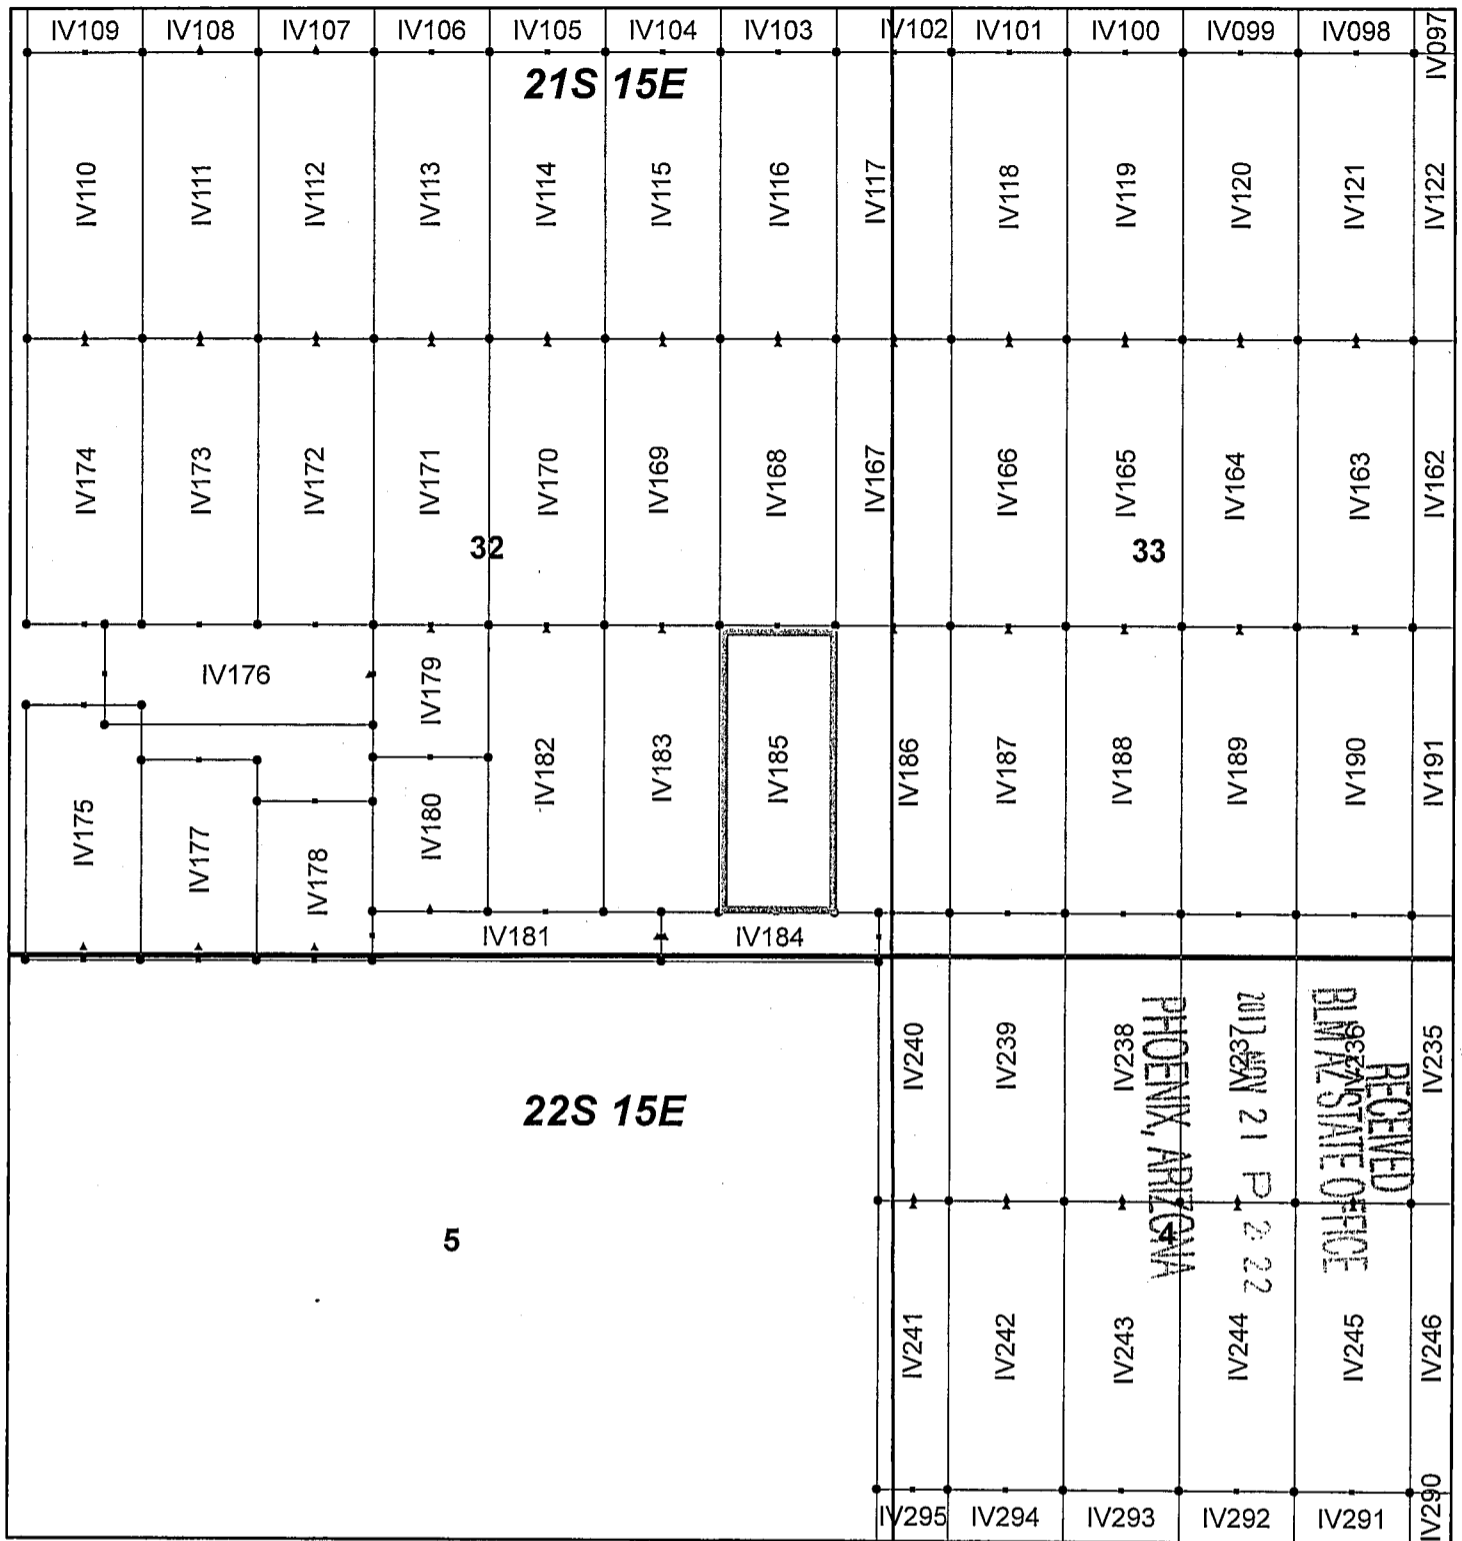 IV109 IV108 IV107 IV106 IV105 IV104 IV103 IV102 IV101 IV100 IV099 IV098 IV097
21S 15E
IV110 IV111 IV112 IV113 IV114 IV115 IV116 IV117 IV118 IV119 IV120 IV121 IV122
IV174 IV173 IV172 IV171 IV170 IV169 IV168 IV167 IV166 IV165 IV164 IV163 IV162
32 33
IV176 IV179
IV175 IV177 IV178 IV180 IV182 IV183 IV185 IV186 IV187 IV188 IV189 IV190 IV191
IV181 IV184
IV240 IV239 IV238 IV237 IV236 IV235
RECEIVED
BLM AZ STATE OFFICE
NOV 21 P 2:22
PHOENIX, ARIZONA
22S 15E
5 4
IV241 IV242 IV243 IV244 IV245 IV246
IV295 IV294 IV293 IV292 IV291 IV290